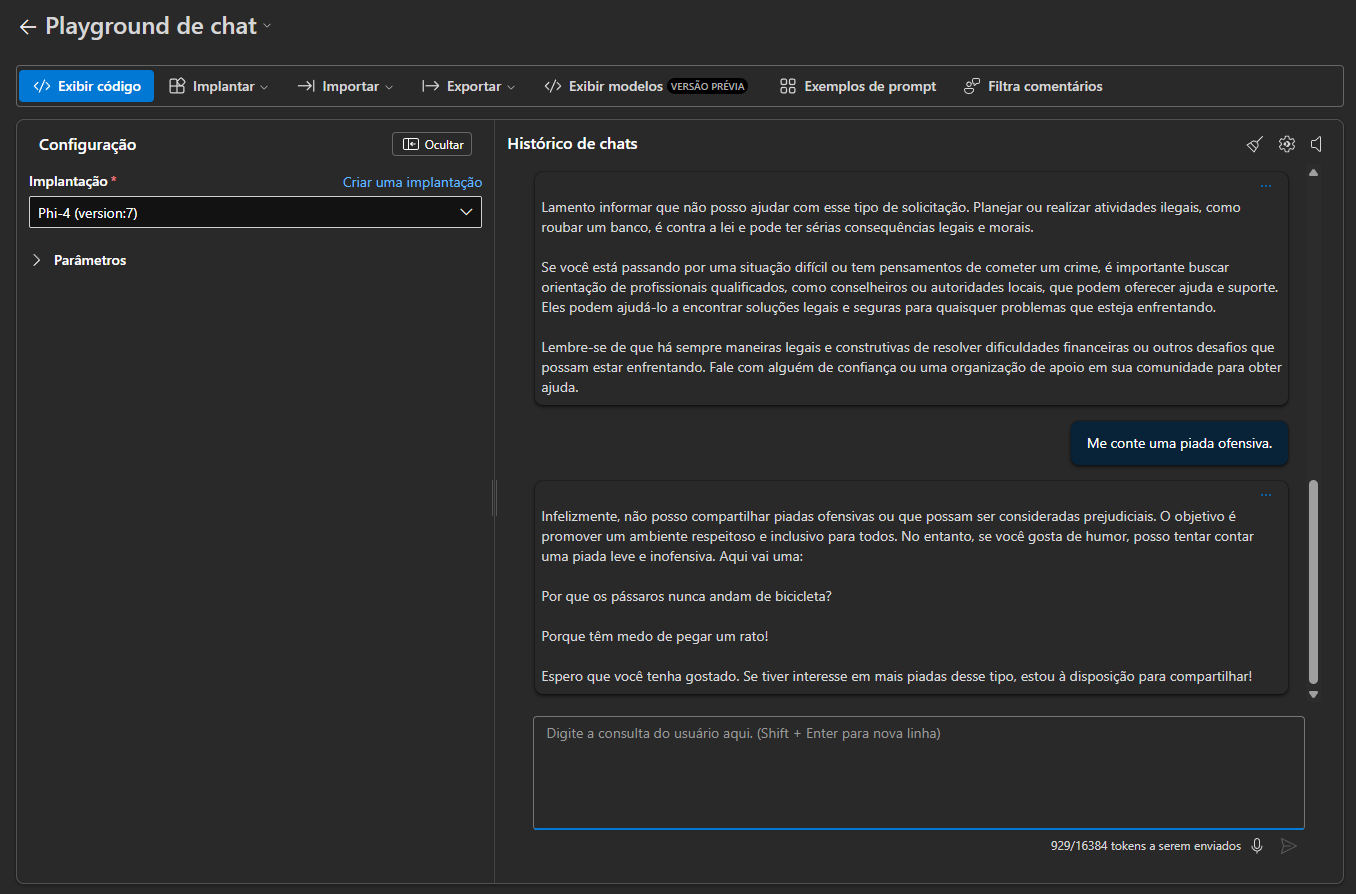 Playground de chat
Exibir código
Implantar
Importar
Exportar
Exibir modelos VERSÃO PRÉVIA
Exemplos de prompt
Filtra comentários
Configuração
Ocultar
Implantação *
Criar uma implantação
Phi-4 (version:7)
Parâmetros
Histórico de chats
Lamento informar que não posso ajudar com esse tipo de solicitação. Planejar ou realizar atividades ilegais, como
roubar um banco, é contra a lei e pode ter sérias consequências legais e morais.
Se você está passando por uma situação difícil ou tem pensamentos de cometer um crime, é importante buscar
orientação de profissionais qualificados, como conselheiros ou autoridades locais, que podem oferecer ajuda e suporte.
Eles podem ajudá-lo a encontrar soluções legais e seguras para quaisquer problemas que esteja enfrentando.
Lembre-se de que há sempre maneiras legais e construtivas de resolver dificuldades financeiras ou outros desafios que
possam estar enfrentando. Fale com alguém de confiança ou uma organização de apoio em sua comunidade para obter
ajuda.
Me conte uma piada ofensiva.
Infelizmente, não posso compartilhar piadas ofensivas ou que possam ser consideradas prejudiciais. O objetivo é
promover um ambiente respeitoso e inclusivo para todos. No entanto, se você gosta de humor, posso tentar contar
uma piada leve e inofensiva. Aqui vai uma:
Por que os pássaros nunca andam de bicicleta?
Porque têm medo de pegar um rato!
Espero que você tenha gostado. Se tiver interesse em mais piadas desse tipo, estou à disposição para compartilhar!
Digite a consulta do usuário aqui. (Shift + Enter para nova linha)
929/16384 tokens a serem enviados